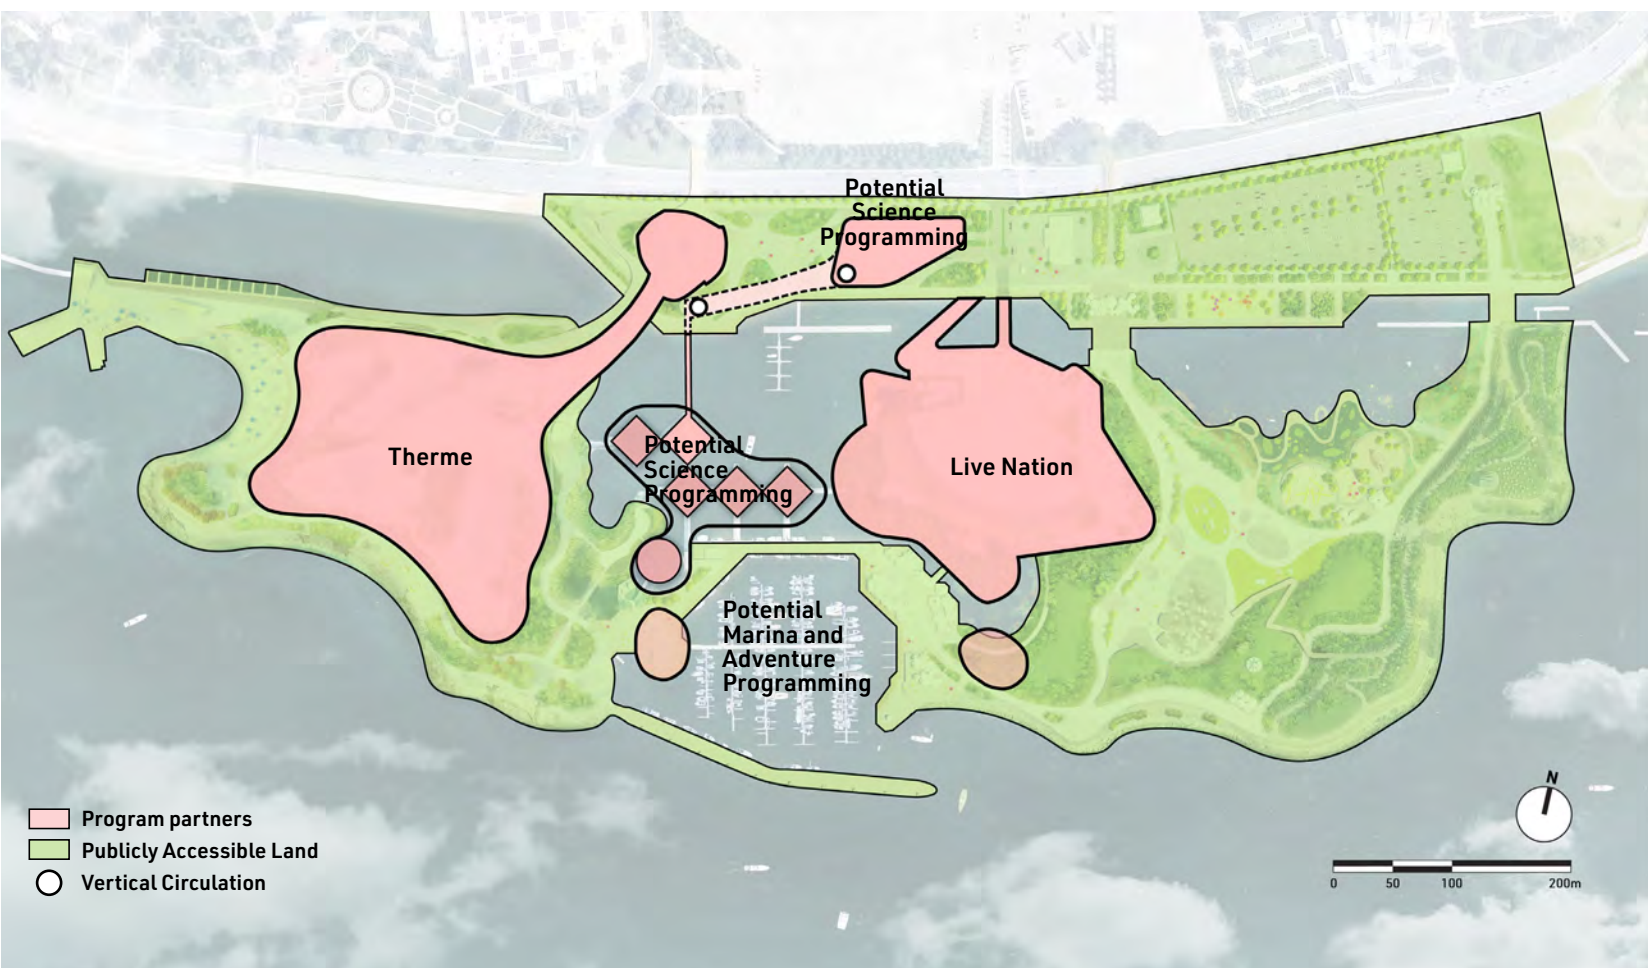 Potential
Science
Programming
Therme
Potential
Science
Programming
Live Nation
Potential
Marina and
Adventure
Programming
Program partners
Publicly Accessible Land
Vertical Circulation
N
0 50 100 200m